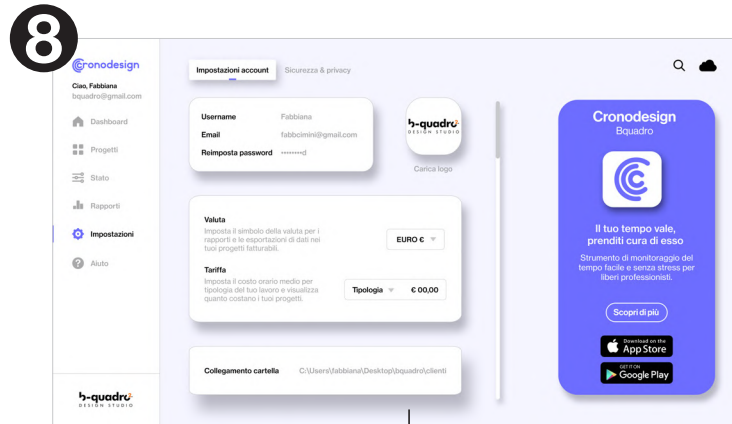 8
Cronodesign
Ciao, Fabbiana
bquadro@gmail.com
Dashboard
Progetti
Stato
Rapporti
Impostazioni
Aiuto
b-quadro
DESIGN STUDIO
Impostazioni account
Sicurezza & privacy
Username Fabbiana
Email fabbcimini@gmail.com
Reimposta password ••••••••d
b-quadro
DESIGN STUDIO
Carica logo
Valuta
Imposta il simbolo della valuta per i
rapporti e le esportazioni di dati nei
tuoi progetti fatturabili.
EURO €
Tariffa
Imposta il costo orario medio per
tipologia del tuo lavoro e visualizza
quanto costano i tuoi progetti.
Tipologia € 00,00
Collegamento cartella C:\Users\fabbiana\Desktop\bquadro\clienti
Cronodesign
Bquadro
Il tuo tempo vale,
prenditi cura di esso
Strumento di monitoraggio del
tempo facile e senza stress per
liberi professionisti.
Scopri di più
Download on the
App Store
GET IT ON
Google Play